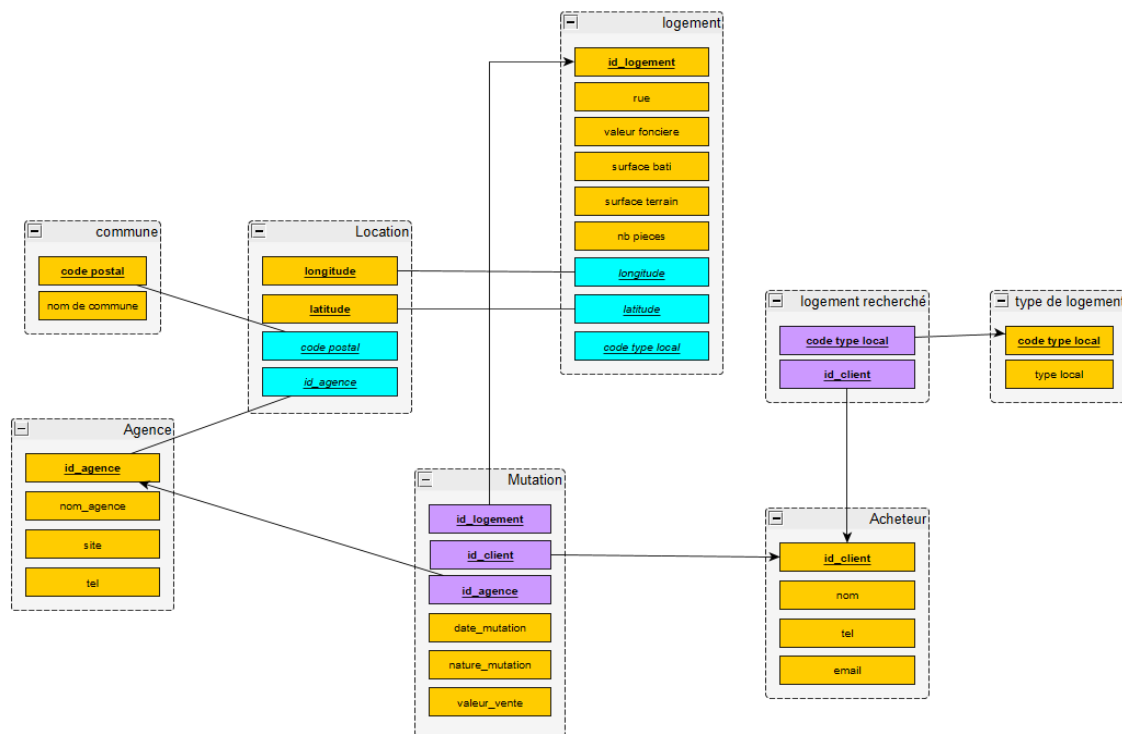 logement
id_logement
rue
valeur fonciere
surface bati
surface terrain
nb pieces
longitude
latitude
code type local
commune
code postal
nom de commune
Location
longitude
latitude
code postal
id_agence
logement recherché
code type local
id_client
type de logement
code type local
type local
Agence
id_agence
nom_agence
site
tel
Mutation
id_logement
id_client
id_agence
date_mutation
nature_mutation
valeur_vente
Acheteur
id_client
nom
tel
email